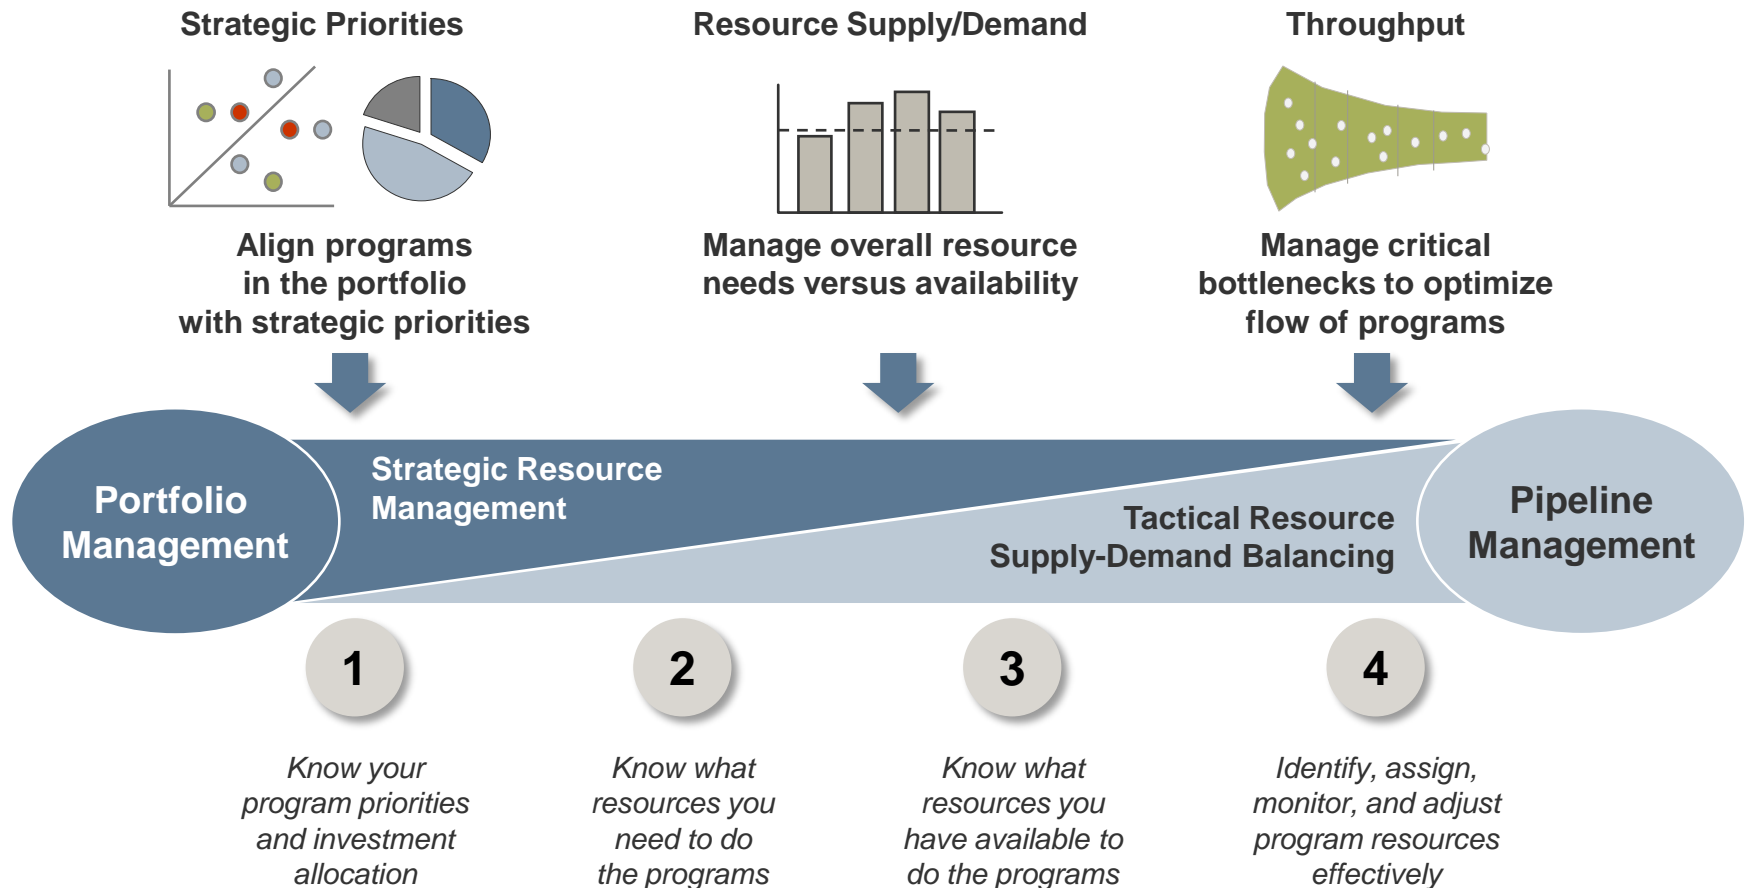 Strategic Priorities
Resource Supply/Demand
Throughput
Align programs
in the portfolio
with strategic priorities
Manage overall resource
needs versus availability
Manage critical
bottlenecks to optimize
flow of programs
Portfolio
Management
Strategic Resource
Management
Tactical Resource
Supply-Demand Balancing
Pipeline
Management
1
2
3
4
Know your
program priorities
and investment
allocation
Know what
resources you
need to do
the programs
Know what
resources you
have available to
do the programs
Identify, assign,
monitor, and adjust
program resources
effectively